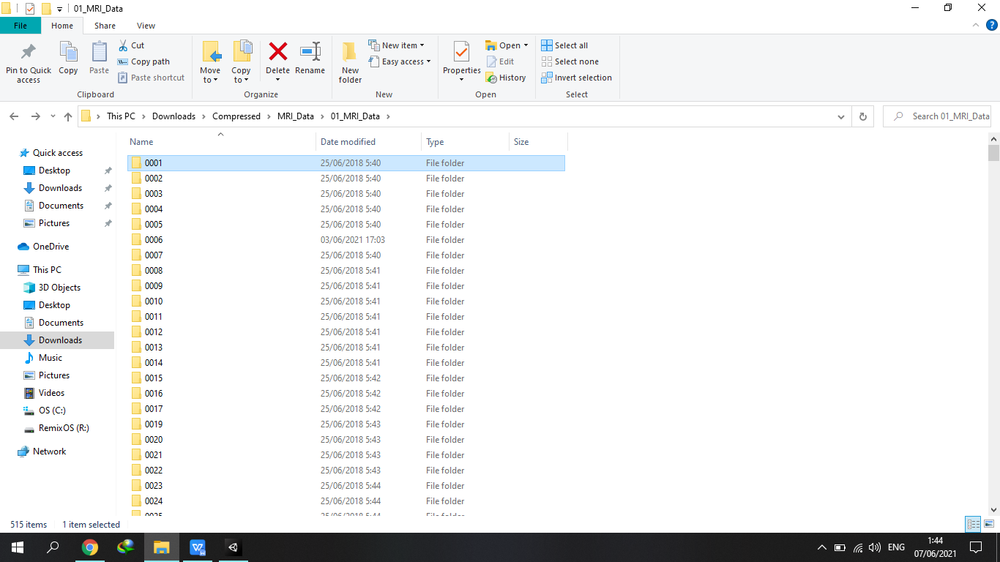 01_MRI_Data
File Home Share View
Pin to Quick access
Copy
Paste
Cut
Copy path
Paste shortcut
Clipboard
Move to
Copy to
Delete
Rename
Organize
New folder
New item
Easy access
New
Properties
Open
Edit
History
Open
Select all
Select none
Invert selection
Select
This PC > Downloads > Compressed > MRI_Data > 01_MRI_Data >
Search 01_MRI_Data
Quick access
Desktop
Downloads
Documents
Pictures
OneDrive
This PC
3D Objects
Desktop
Documents
Downloads
Music
Pictures
Videos
OS (C:)
RemixOS (R:)
Network
Name Date modified Type Size
0001 25/06/2018 5:40 File folder
0002 25/06/2018 5:40 File folder
0003 25/06/2018 5:40 File folder
0004 25/06/2018 5:40 File folder
0005 25/06/2018 5:40 File folder
0006 03/06/2021 17:03 File folder
0007 25/06/2018 5:40 File folder
0008 25/06/2018 5:41 File folder
0009 25/06/2018 5:41 File folder
0010 25/06/2018 5:41 File folder
0011 25/06/2018 5:41 File folder
0012 25/06/2018 5:41 File folder
0013 25/06/2018 5:41 File folder
0014 25/06/2018 5:41 File folder
0015 25/06/2018 5:42 File folder
0016 25/06/2018 5:42 File folder
0017 25/06/2018 5:42 File folder
0019 25/06/2018 5:43 File folder
0020 25/06/2018 5:43 File folder
0021 25/06/2018 5:43 File folder
0022 25/06/2018 5:43 File folder
0023 25/06/2018 5:44 File folder
0024 25/06/2018 5:44 File folder
0025 25/06/2018 5:44 File folder
515 items 1 item selected
ENG
1:44
07/06/2021